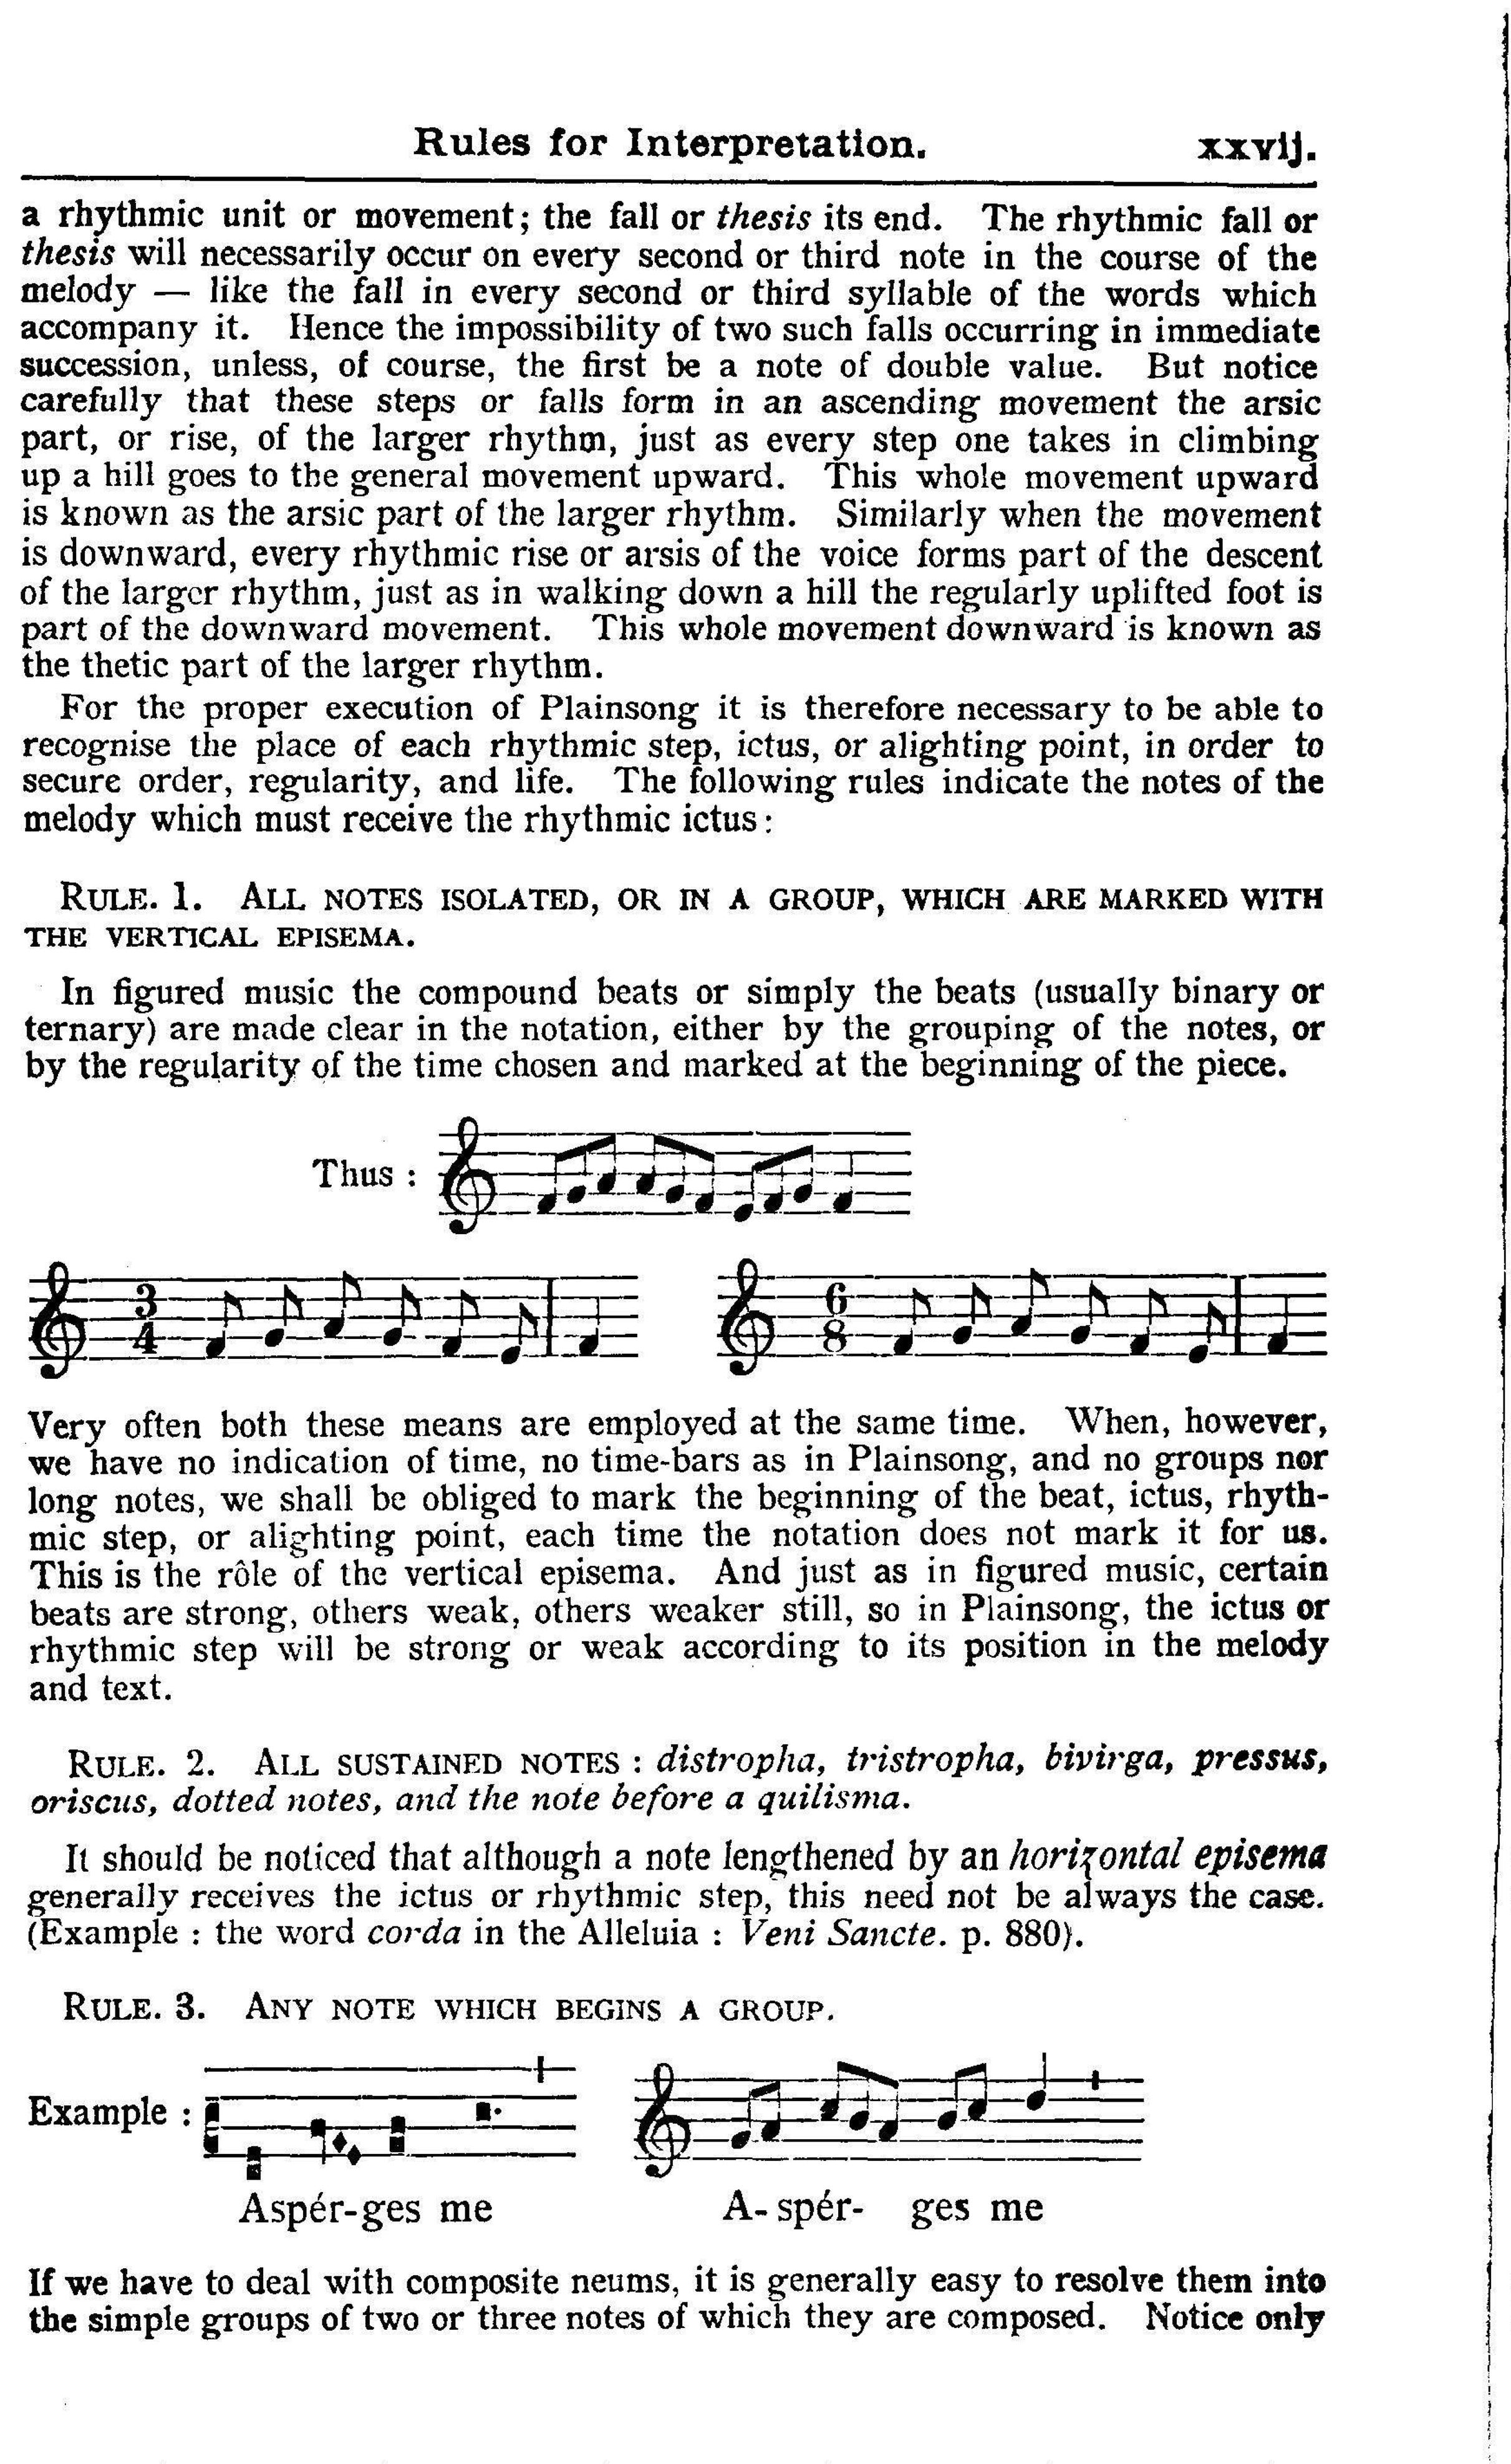 Rules for Interpretation. xxvij.
a rhythmic unit or movement; the fall or thesis its end. The rhythmic fall or
thesis will necessarily occur on every second or third note in the course of the
melody — like the fall in every second or third syllable of the words which
accompany it. Hence the impossibility of two such falls occurring in immediate
succession, unless, of course, the first be a note of double value. But notice
carefully that these steps or falls form in an ascending movement the arsic
part, or rise, of the larger rhythm, just as every step one takes in climbing
up a hill goes to the general movement upward. This whole movement upward
is known as the arsic part of the larger rhythm. Similarly when the movement
is downward, every rhythmic rise or arsis of the voice forms part of the descent
of the larger rhythm, just as in walking down a hill the regularly uplifted foot is
part of the downward movement. This whole movement downward is known as
the thetic part of the larger rhythm.
For the proper execution of Plainsong it is therefore necessary to be able to
recognise the place of each rhythmic step, ictus, or alighting point, in order to
secure order, regularity, and life. The following rules indicate the notes of the
melody which must receive the rhythmic ictus:
RULE. 1. ALL NOTES ISOLATED, OR IN A GROUP, WHICH ARE MARKED WITH
THE VERTICAL EPISEMA.
In figured music the compound beats or simply the beats (usually binary or
ternary) are made clear in the notation, either by the grouping of the notes, or
by the regularity of the time chosen and marked at the beginning of the piece.
Thus :
3 6
4 8
Very often both these means are employed at the same time. When, however,
we have no indication of time, no time-bars as in Plainsong, and no groups nor
long notes, we shall be obliged to mark the beginning of the beat, ictus, rhyth-
mic step, or alighting point, each time the notation does not mark it for us.
This is the rôle of the vertical episema. And just as in figured music, certain
beats are strong, others weak, others weaker still, so in Plainsong, the ictus or
rhythmic step will be strong or weak according to its position in the melody
and text.
RULE. 2. ALL SUSTAINED NOTES : distropha, tristropha, bivirga, pressus,
oriscus, dotted notes, and the note before a quilisma.
It should be noticed that although a note lengthened by an horizontal episema
generally receives the ictus or rhythmic step, this need not be always the case.
(Example : the word corda in the Alleluia : Veni Sancte. p. 880).
RULE. 3. ANY NOTE WHICH BEGINS A GROUP.
Example :
Aspér-ges me A- spér- ges me
If we have to deal with composite neums, it is generally easy to resolve them into
the simple groups of two or three notes of which they are composed. Notice only